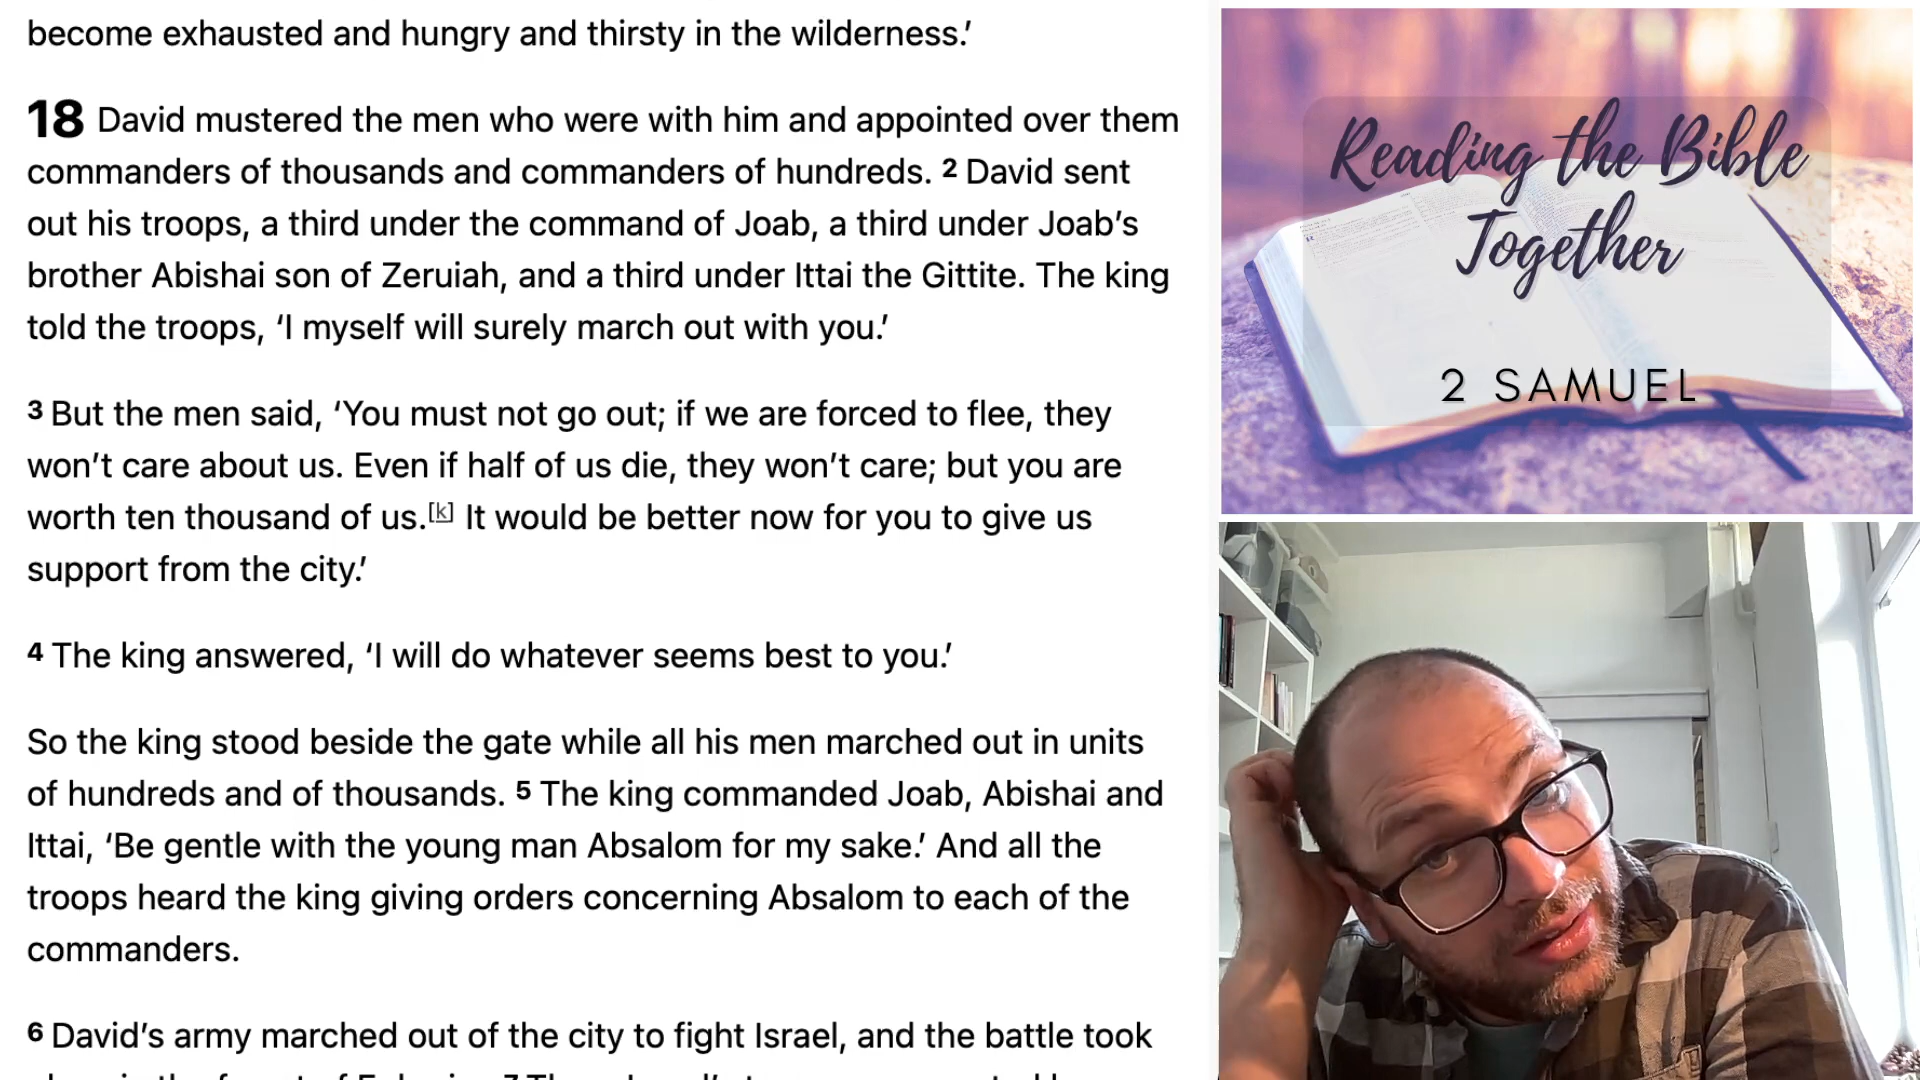 become exhausted and hungry and thirsty in the wilderness.’
18 David mustered the men who were with him and appointed over them
commanders of thousands and commanders of hundreds. 2 David sent
out his troops, a third under the command of Joab, a third under Joab’s
brother Abishai son of Zeruiah, and a third under Ittai the Gittite. The king
told the troops, ‘I myself will surely march out with you.’
3 But the men said, ‘You must not go out; if we are forced to flee, they
won’t care about us. Even if half of us die, they won’t care; but you are
worth ten thousand of us.[k] It would be better now for you to give us
support from the city.’
4 The king answered, ‘I will do whatever seems best to you.’
So the king stood beside the gate while all his men marched out in units
of hundreds and of thousands. 5 The king commanded Joab, Abishai and
Ittai, ‘Be gentle with the young man Absalom for my sake.’ And all the
troops heard the king giving orders concerning Absalom to each of the
commanders.
6 David’s army marched out of the city to fight Israel, and the battle took
Reading the Bible
Together
2 SAMUEL